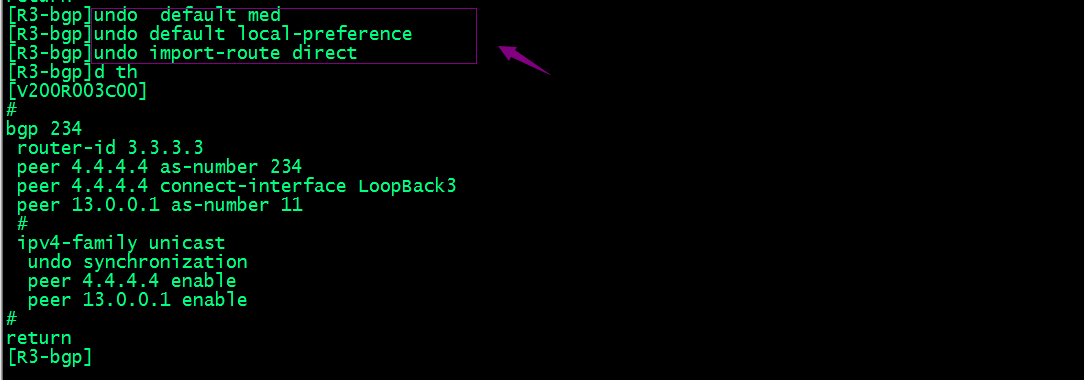 return
[R3-bgp]undo  default med
[R3-bgp]undo default local-preference
[R3-bgp]undo import-route direct
[R3-bgp]d th
[V200R003C00]
#
bgp 234
 router-id 3.3.3.3
 peer 4.4.4.4 as-number 234
 peer 4.4.4.4 connect-interface LoopBack3
 peer 13.0.0.1 as-number 11
 #
 ipv4-family unicast
  undo synchronization
  peer 4.4.4.4 enable
  peer 13.0.0.1 enable
#
return
[R3-bgp]